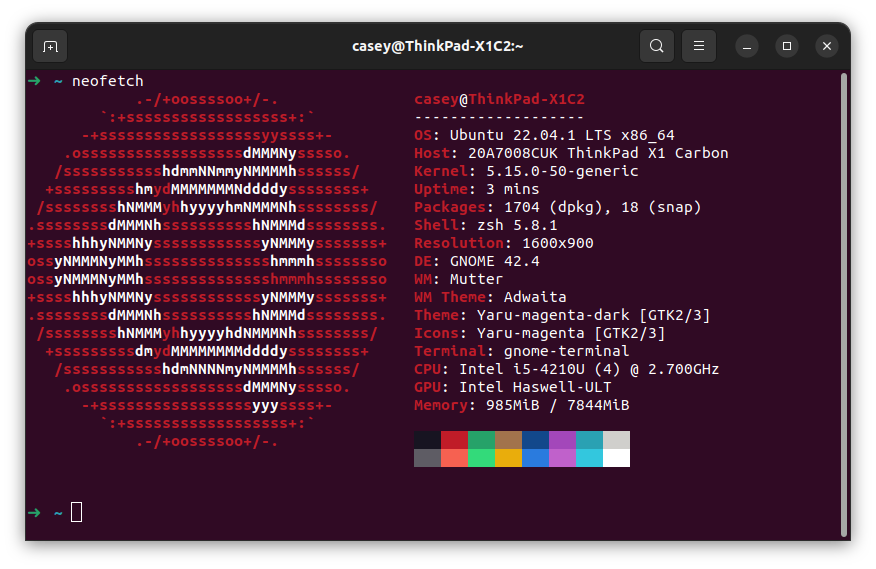 casey@ThinkPad-X1C2:~
➜ ~ neofetch
.-/+oossssoo+/-.
`:+ssssssssssssssssss+:`
-+ssssssssssssssssssyyssss+-
.ossssssssssssssssssdMMMNysssso.
/ssssssssssshdmmNNmmyNMMMMhssssss/
+ssssssssshmydMMMMMMMNddddyssssssss+
/sssssssshNMMMyhhyyyyhmNMMMNhssssssss/
.ssssssssdMMMNhsssssssssshNMMMdssssssss.
+sssshhhyNMMNyssssssssssssyNMMMysssssss+
ossyNMMMNyMMhsssssssssssssshmmmhssssssso
ossyNMMMNyMMhsssssssssssssshmmmhssssssso
+sssshhhyNMMNyssssssssssssyNMMMysssssss+
.ssssssssdMMMNhsssssssssshNMMMdssssssss.
/sssssssshNMMMyhhyyyyhdNMMMNhssssssss/
+sssssssssdmydMMMMMMMMddddyssssssss+
/ssssssssssshdmNNNNmyNMMMMhssssss/
.ossssssssssssssssssdMMMNysssso.
-+sssssssssssssssssyyyssss+-
`:+ssssssssssssssssss+:`
.-/+oossssoo+/-.
casey@ThinkPad-X1C2
-------------------
OS: Ubuntu 22.04.1 LTS x86_64
Host: 20A7008CUK ThinkPad X1 Carbon
Kernel: 5.15.0-50-generic
Uptime: 3 mins
Packages: 1704 (dpkg), 18 (snap)
Shell: zsh 5.8.1
Resolution: 1600x900
DE: GNOME 42.4
WM: Mutter
WM Theme: Adwaita
Theme: Yaru-magenta-dark [GTK2/3]
Icons: Yaru-magenta [GTK2/3]
Terminal: gnome-terminal
CPU: Intel i5-4210U (4) @ 2.700GHz
GPU: Intel Haswell-ULT
Memory: 985MiB / 7844MiB
➜ ~